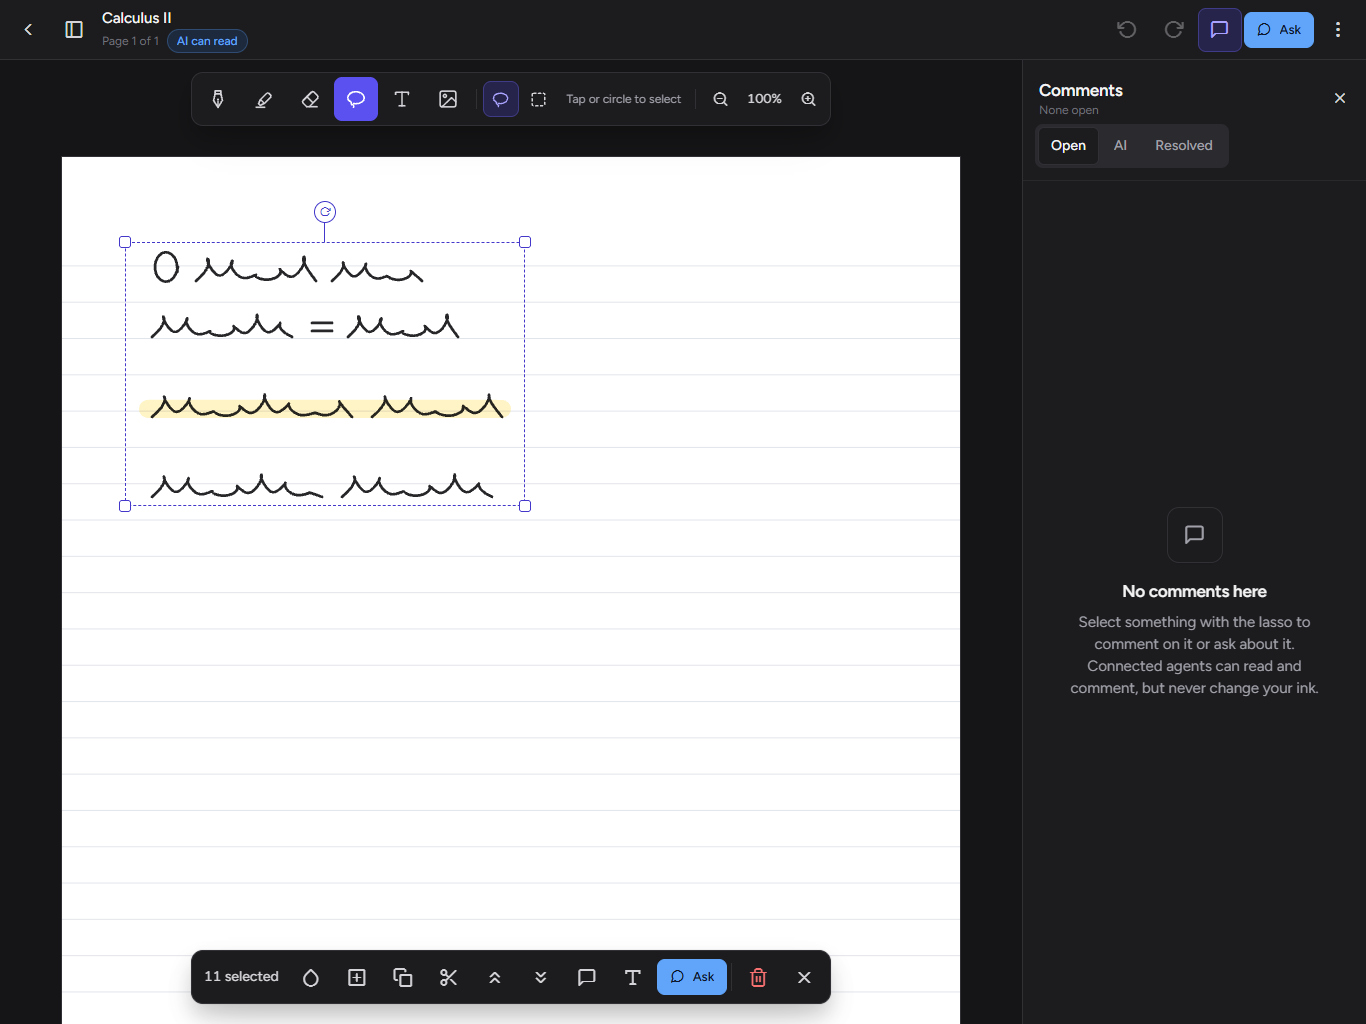 Calculus II
Page 1 of 1 AI can read
Ask
Tap or circle to select
100%
Comments
None open
Open AI Resolved
No comments here
Select something with the lasso to
comment on it or ask about it.
Connected agents can read and
comment, but never change your ink.
11 selected
Ask